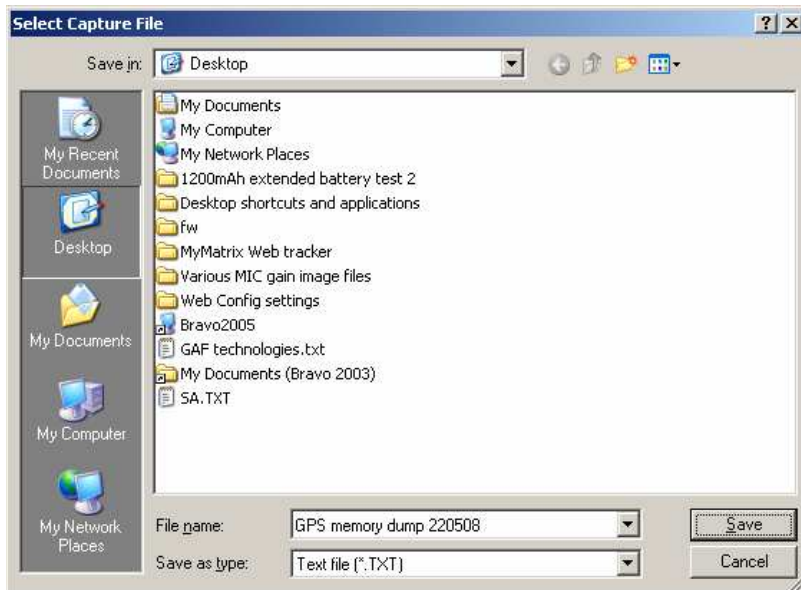 Select Capture File
Save in:
Desktop
My Recent
Documents
Desktop
My Documents
My Computer
My Network
Places
My Documents
My Computer
My Network Places
1200mAh extended battery test 2
Desktop shortcuts and applications
fw
MyMatrix Web tracker
Various MIC gain image files
Web Config settings
Bravo2005
GAF technologies.txt
My Documents (Bravo 2003)
SA.TXT
File name:
GPS memory dump 220508
Save
Save as type:
Text file (*.TXT)
Cancel